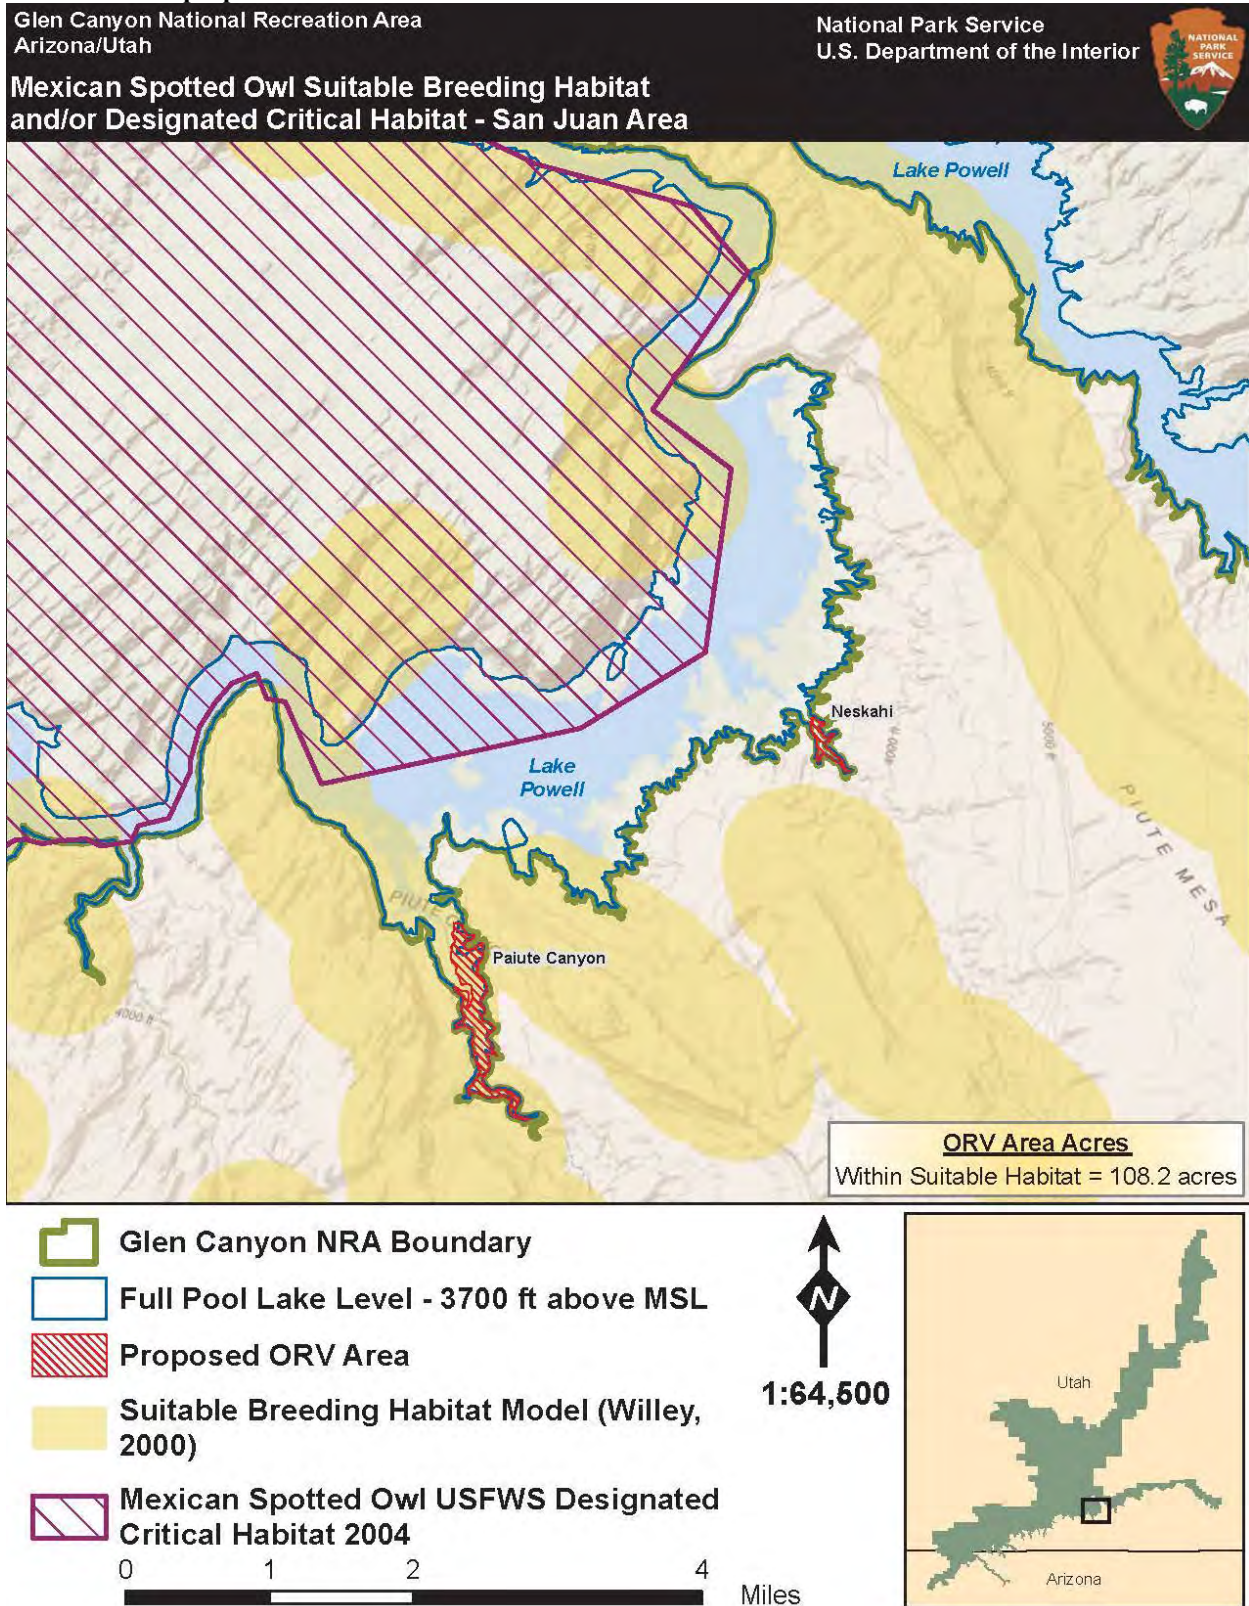 Glen Canyon National Recreation Area
Arizona/Utah
National Park Service
U.S. Department of the Interior
NATIONAL
PARK
SERVICE
Mexican Spotted Owl Suitable Breeding Habitat
and/or Designated Critical Habitat - San Juan Area
Lake Powell
Neskahi
5000 ft
Lake
Powell
PIUTE MESA
Paiute Canyon
4000 ft
ORV Area Acres
Within Suitable Habitat = 108.2 acres
Glen Canyon NRA Boundary
Full Pool Lake Level - 3700 ft above MSL
Proposed ORV Area
Suitable Breeding Habitat Model (Willey,
2000)
Mexican Spotted Owl USFWS Designated
Critical Habitat 2004
N
1:64,500
0 1 2 4
Miles
Utah
Arizona